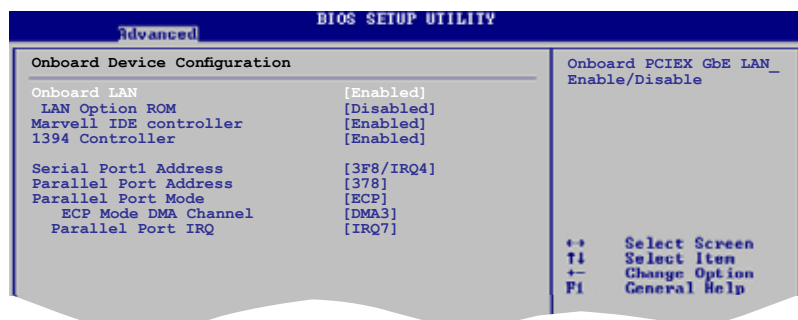 BIOS SETUP UTILITY
Advanced
Onboard Device Configuration
Onboard LAN [Enabled]
LAN Option ROM [Disabled]
Marvell IDE controller [Enabled]
1394 Controller [Enabled]
Serial Port1 Address [3F8/IRQ4]
Parallel Port Address [378]
Parallel Port Mode [ECP]
ECP Mode DMA Channel [DMA3]
Parallel Port IRQ [IRQ7]
Onboard PCIEX GbE LAN_
Enable/Disable
↔ Select Screen
↑↓ Select Item
+- Change Option
F1 General Help